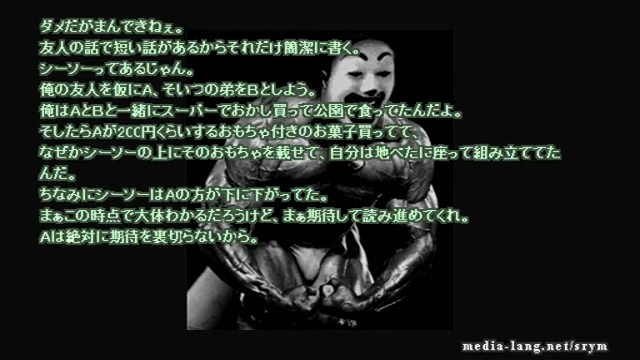 ダメだがまんできねぇ。
友人の話で短い話があるからそれだけ簡潔に書く。
シーソーってあるじゃん。
俺の友人を仮にA、そいつの弟をBとしよう。
俺はAとBと一緒にスーパーでおかし買って公園で食ってたんだよ。
そしたらAが200円くらいするおもちゃ付きのお菓子買ってて、
なぜかシーソーの上にそのおもちゃを載せて、自分は地べたに座って組み立ててた
んだ。
ちなみにシーソーはAの方が下に下がってた。
まぁこの時点で大体わかるだろうけど、まぁ期待して読み進めてくれ。
Aは絶対に期待を裏切らないから。
media-lang.net/srym